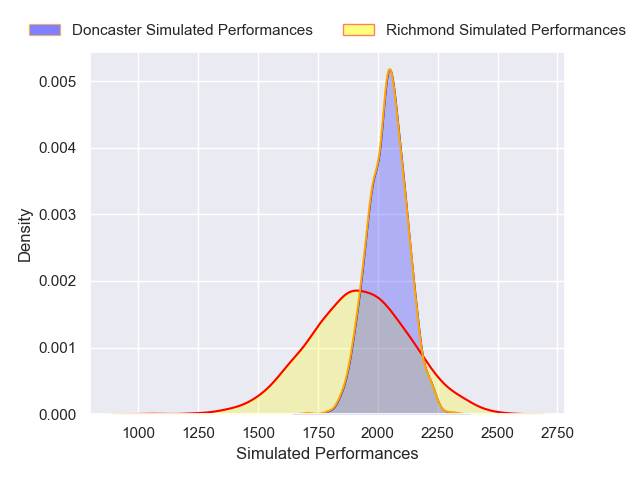 Doncaster Simulated Performances Richmond Simulated Performances
0.005
0.004
0.003
0.002
0.001
0.000
Density
1000 1250 1500 1750 2000 2250 2500 2750
Simulated Performances